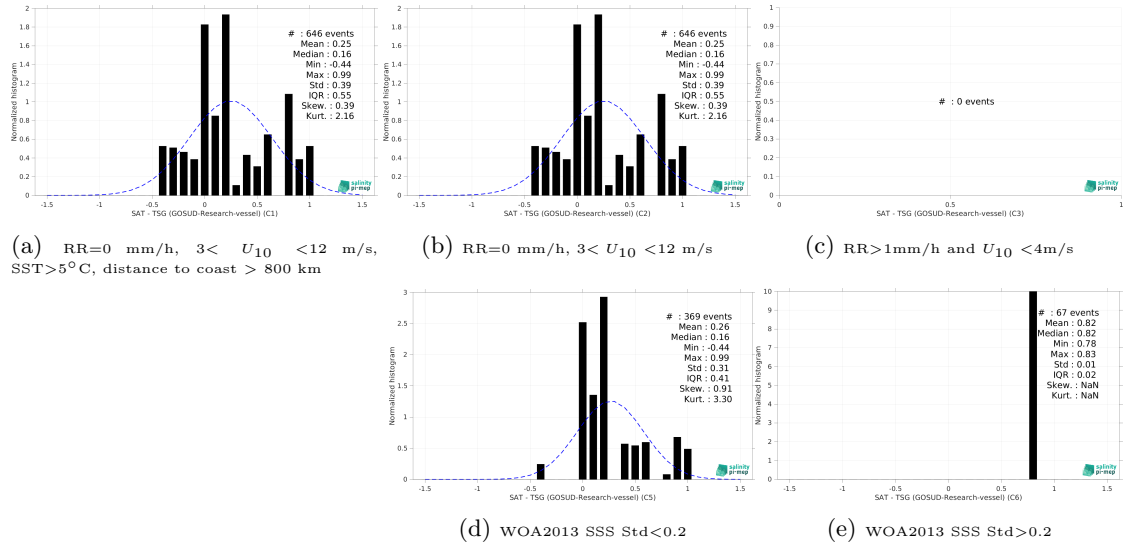 2
1.8
1.6
1.4
1.2
1
0.8
0.6
0.4
0.2
0
-1.5 -1 -0.5 0 0.5 1 1.5
Normalized histogram
# : 646 events
Mean : 0.25
Median : 0.16
Min : -0.44
Max : 0.99
Std : 0.39
IQR : 0.55
Skew. : 0.39
Kurt. : 2.16
salinity
pi-mep
SAT - TSG (GOSUD-Research-vessel) (C1)
(a) RR=0 mm/h, 3< U10 <12 m/s,
SST>5°C, distance to coast > 800 km
2
1.8
1.6
1.4
1.2
1
0.8
0.6
0.4
0.2
0
-1.5 -1 -0.5 0 0.5 1 1.5
Normalized histogram
# : 646 events
Mean : 0.25
Median : 0.16
Min : -0.44
Max : 0.99
Std : 0.39
IQR : 0.55
Skew. : 0.39
Kurt. : 2.16
salinity
pi-mep
SAT - TSG (GOSUD-Research-vessel) (C2)
(b) RR=0 mm/h, 3< U10 <12 m/s
1
0.9
0.8
0.7
0.6
0.5
0.4
0.3
0.2
0.1
0
0 0.5 1
Normalized histogram
# : 0 events
salinity
pi-mep
SAT - TSG (GOSUD-Research-vessel) (C3)
(c) RR>1mm/h and U10 <4m/s
3
2.5
2
1.5
1
0.5
0
-1.5 -1 -0.5 0 0.5 1 1.5
Normalized histogram
# : 369 events
Mean : 0.26
Median : 0.16
Min : -0.44
Max : 0.99
Std : 0.31
IQR : 0.41
Skew. : 0.91
Kurt. : 3.30
salinity
pi-mep
SAT - TSG (GOSUD-Research-vessel) (C5)
(d) WOA2013 SSS Std<0.2
10
9
8
7
6
5
4
3
2
1
0
-1.5 -1 -0.5 0 0.5 1 1.5
Normalized histogram
# : 67 events
Mean : 0.82
Median : 0.82
Min : 0.78
Max : 0.83
Std : 0.01
IQR : 0.02
Skew. : NaN
Kurt. : NaN
salinity
pi-mep
SAT - TSG (GOSUD-Research-vessel) (C6)
(e) WOA2013 SSS Std>0.2